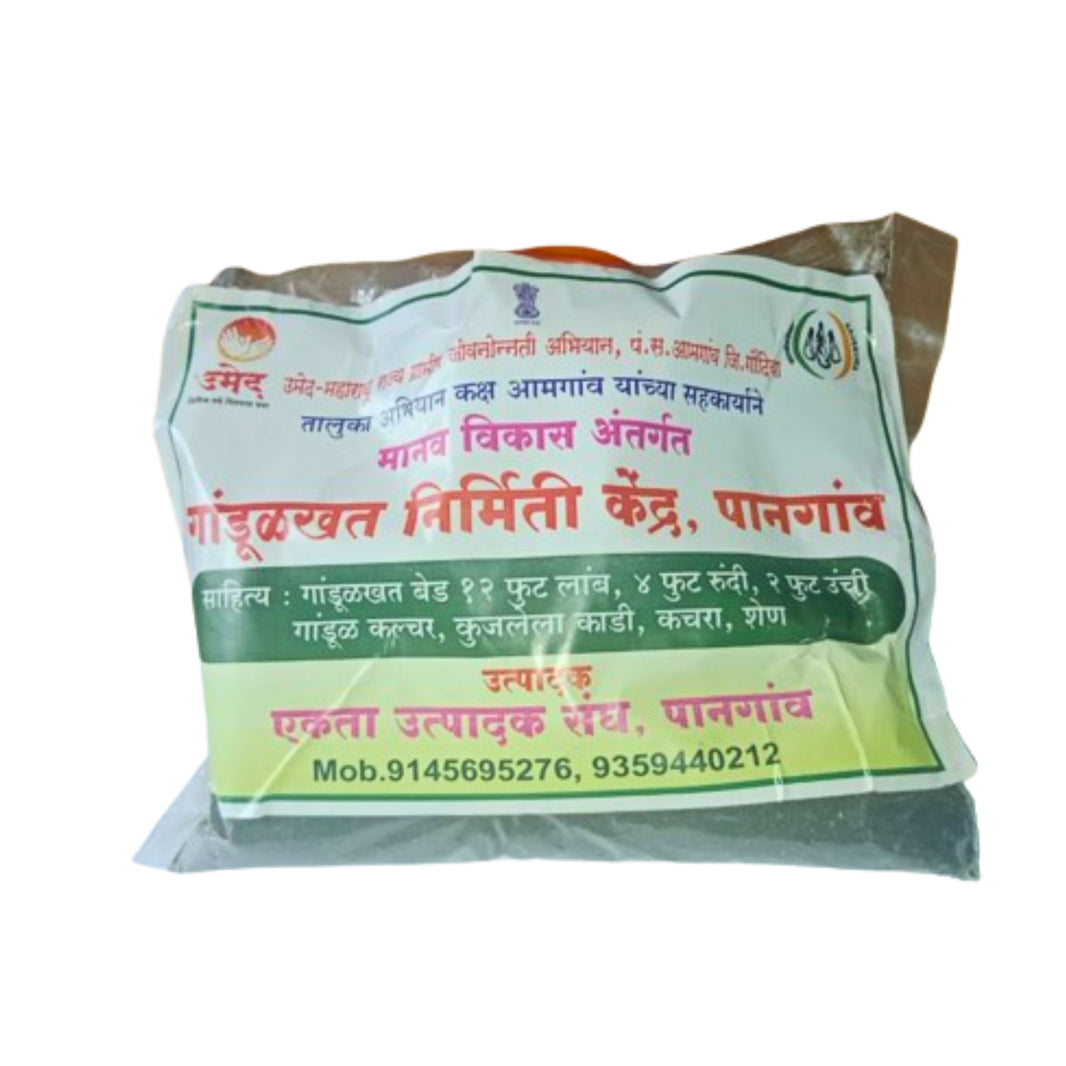 उमेद
उमेद-महाराष्ट्र राज्य ग्रामीण जीवनोन्नती अभियान, पं.स.आमगांव जि.गोंदिया
तालुका अभियान कक्ष आमगांव यांच्या सहकार्याने
मानव विकास अंतर्गत
गांडूळखत निर्मिती केंद्र, पानगांव
साहित्य : गांडूळखत बेड १२ फुट लांब, ४ फुट रुंदी, २ फुट उंची
गांडूळ कल्चर, कुजलेला काडी, कचरा, शेण
उत्पादक
एकता उत्पादक संघ, पानगांव
Mob.9145695276, 9359440212